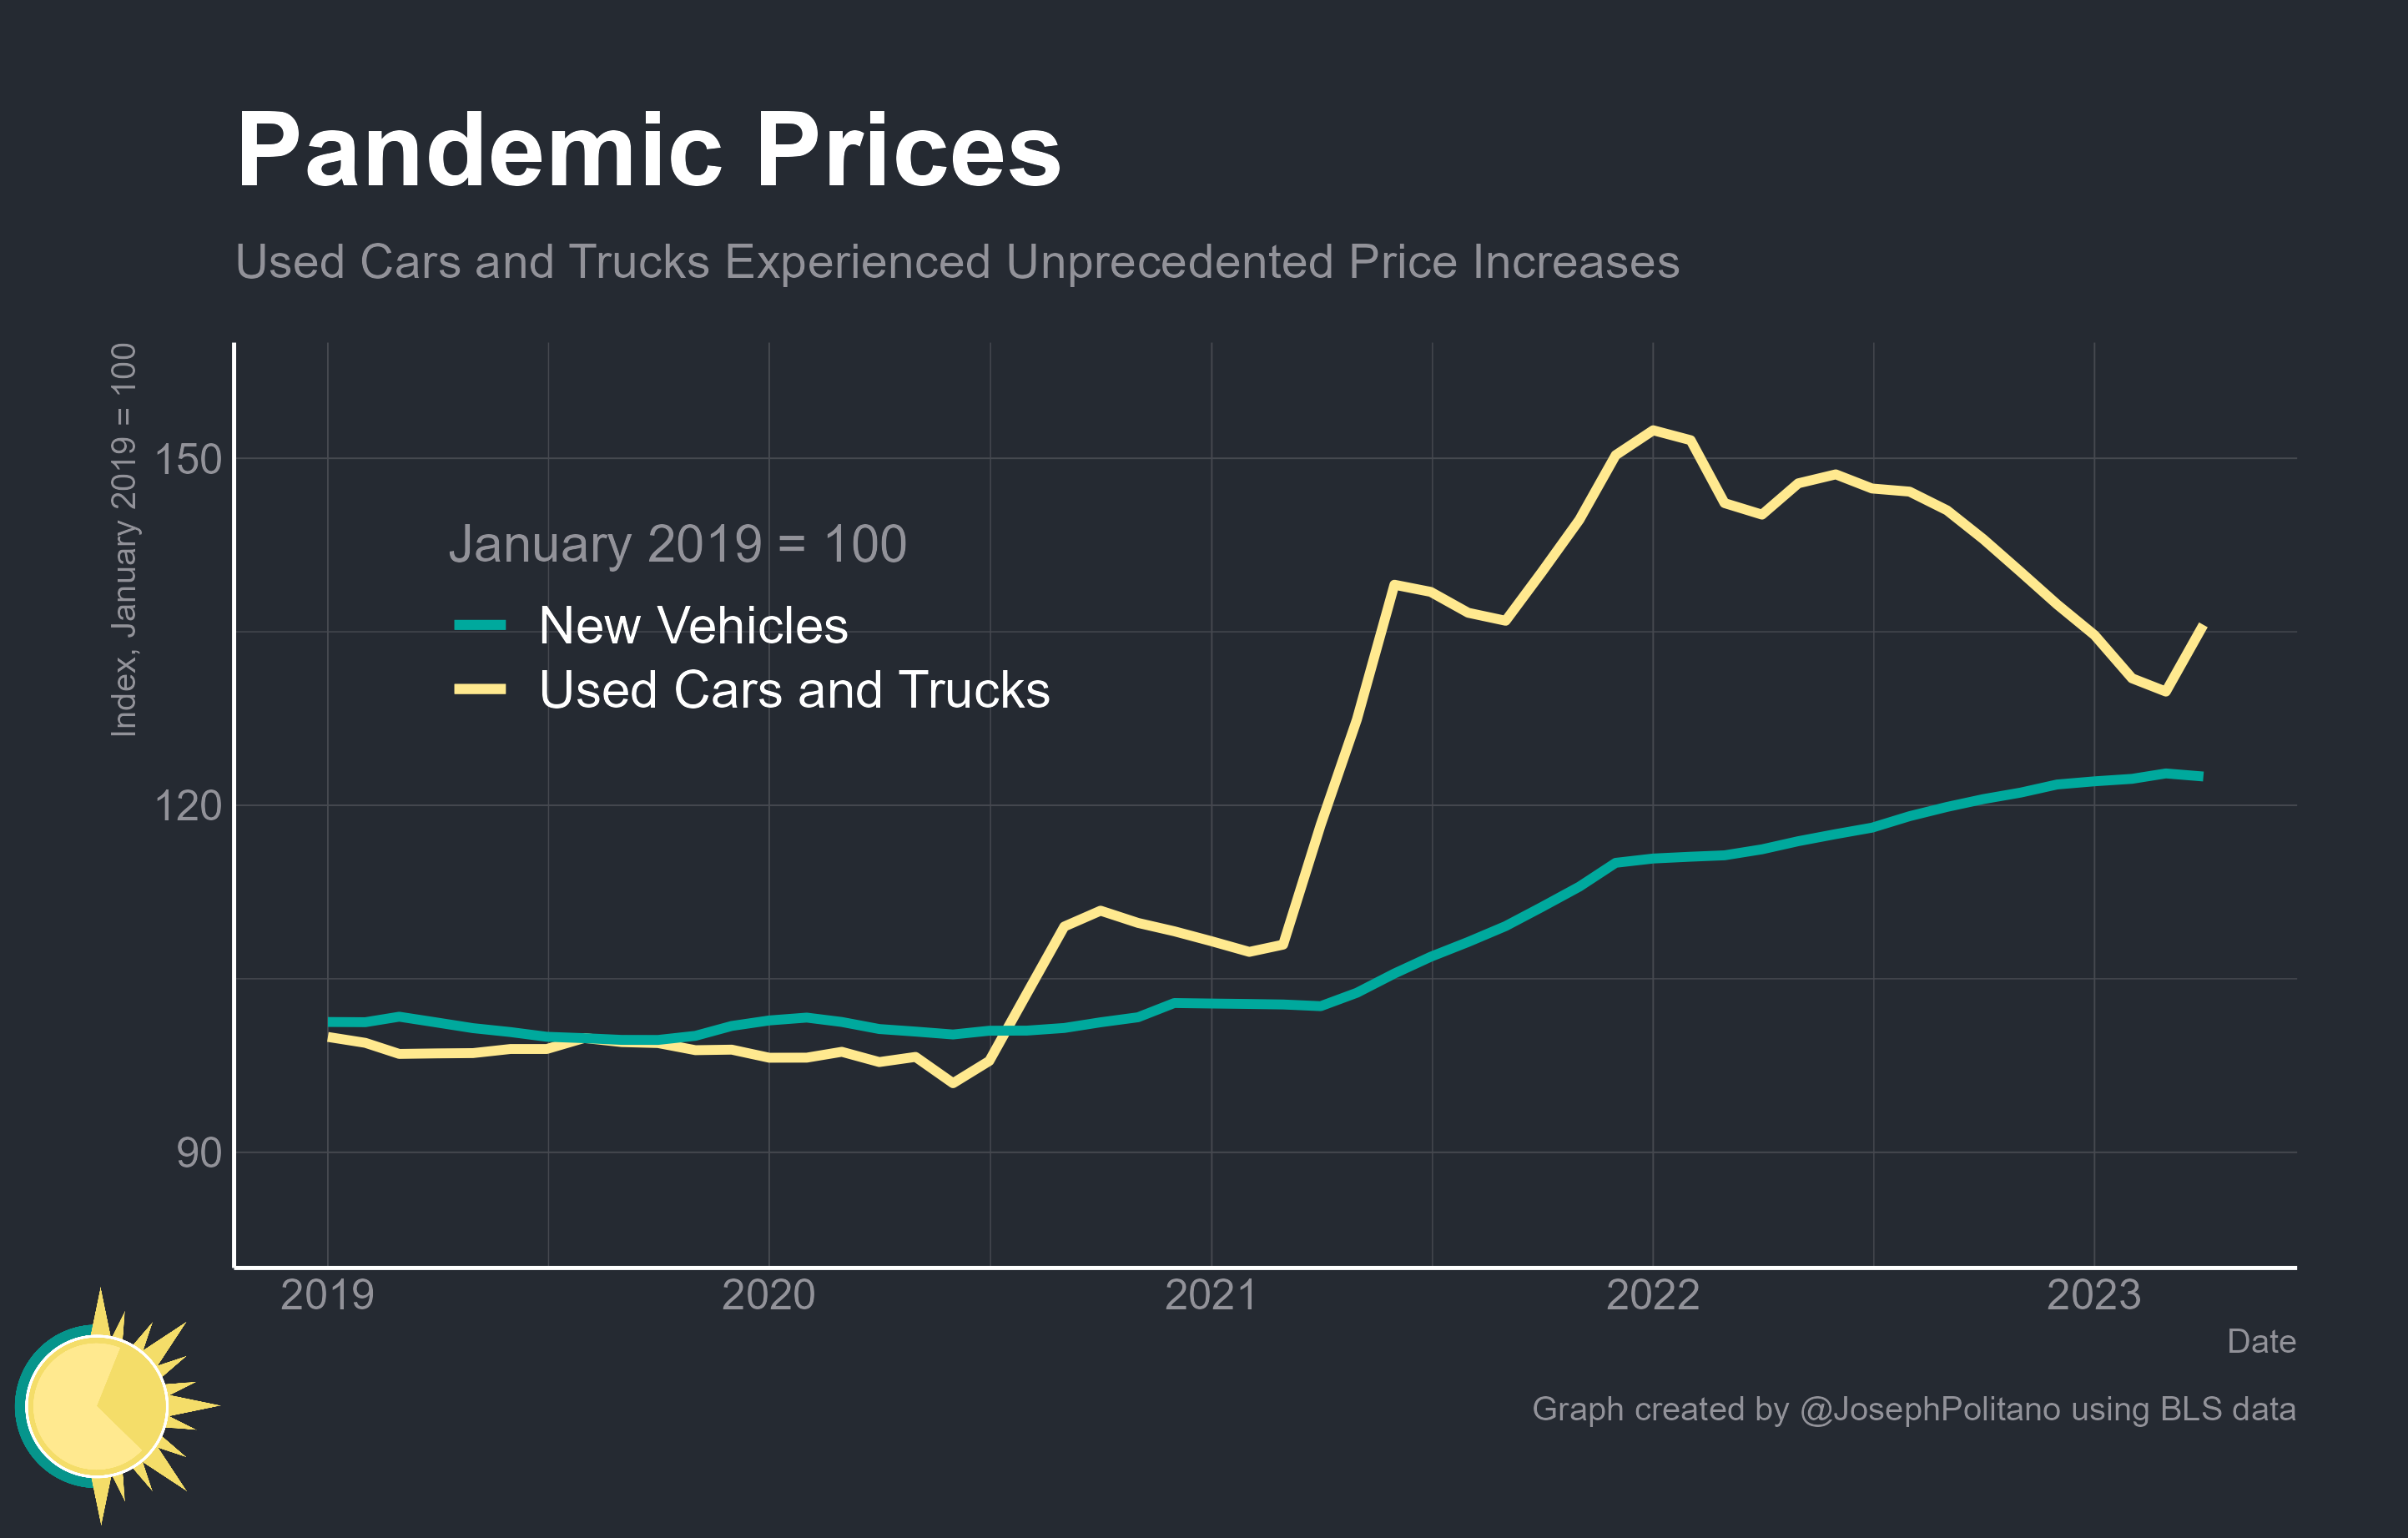 Pandemic Prices
Used Cars and Trucks Experienced Unprecedented Price Increases
Index, January 2019 = 100
150
120
90
January 2019 = 100
New Vehicles
Used Cars and Trucks
2019
2020
2021
2022
2023
Date
Graph created by @JosephPolitano using BLS data